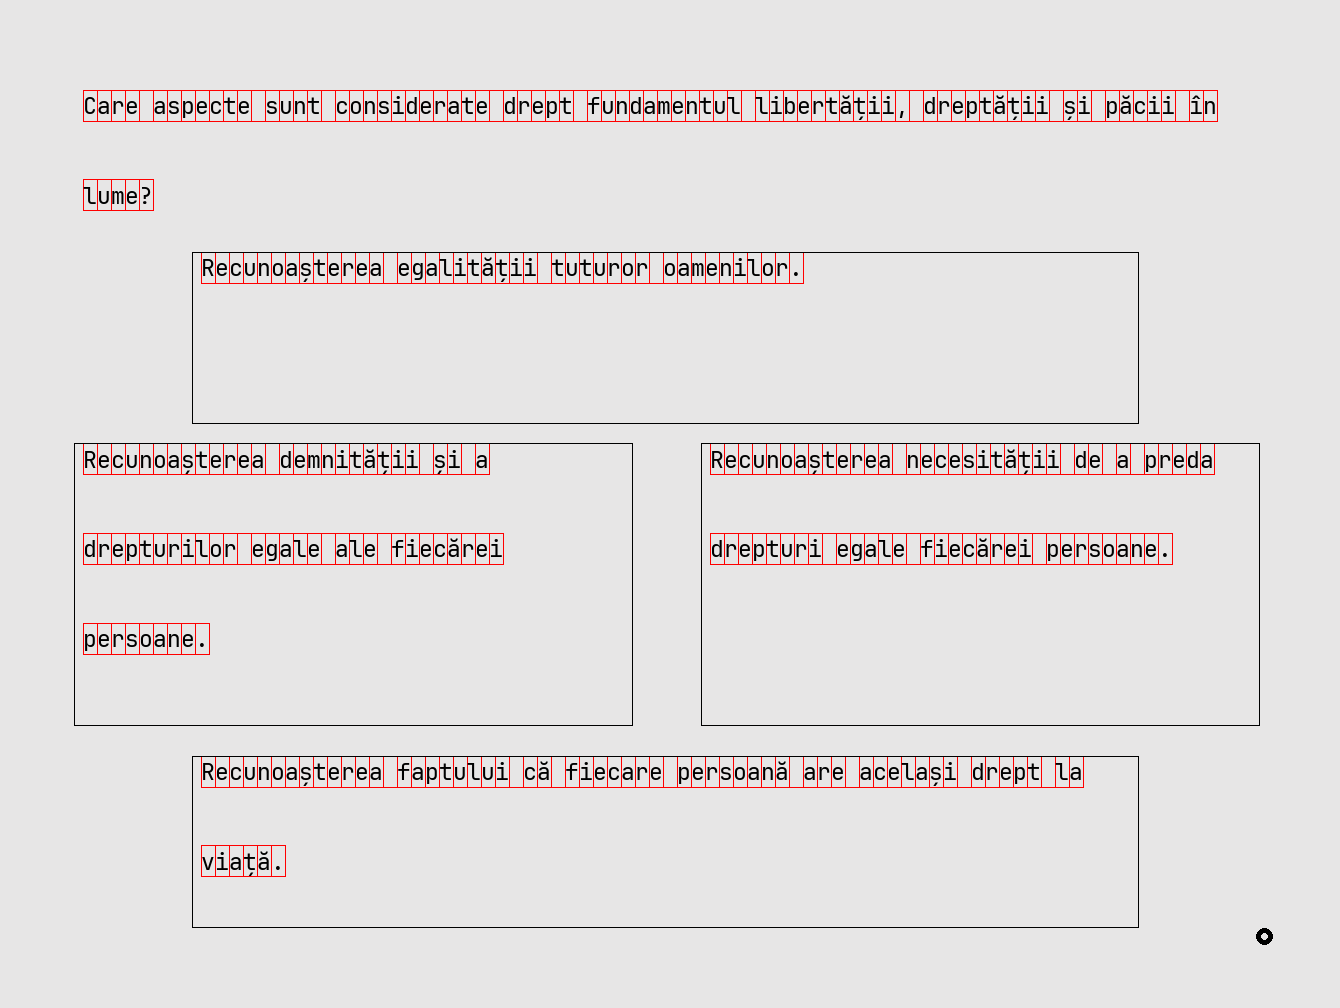 Care aspecte sunt considerate drept fundamentul libertății, dreptății și păcii în
lume?
Recunoașterea egalității tuturor oamenilor.
Recunoașterea demnității și a
drepturilor egale ale fiecărei
persoane.
Recunoașterea necesității de a preda
drepturi egale fiecărei persoane.
Recunoașterea faptului că fiecare persoană are același drept la
viață.